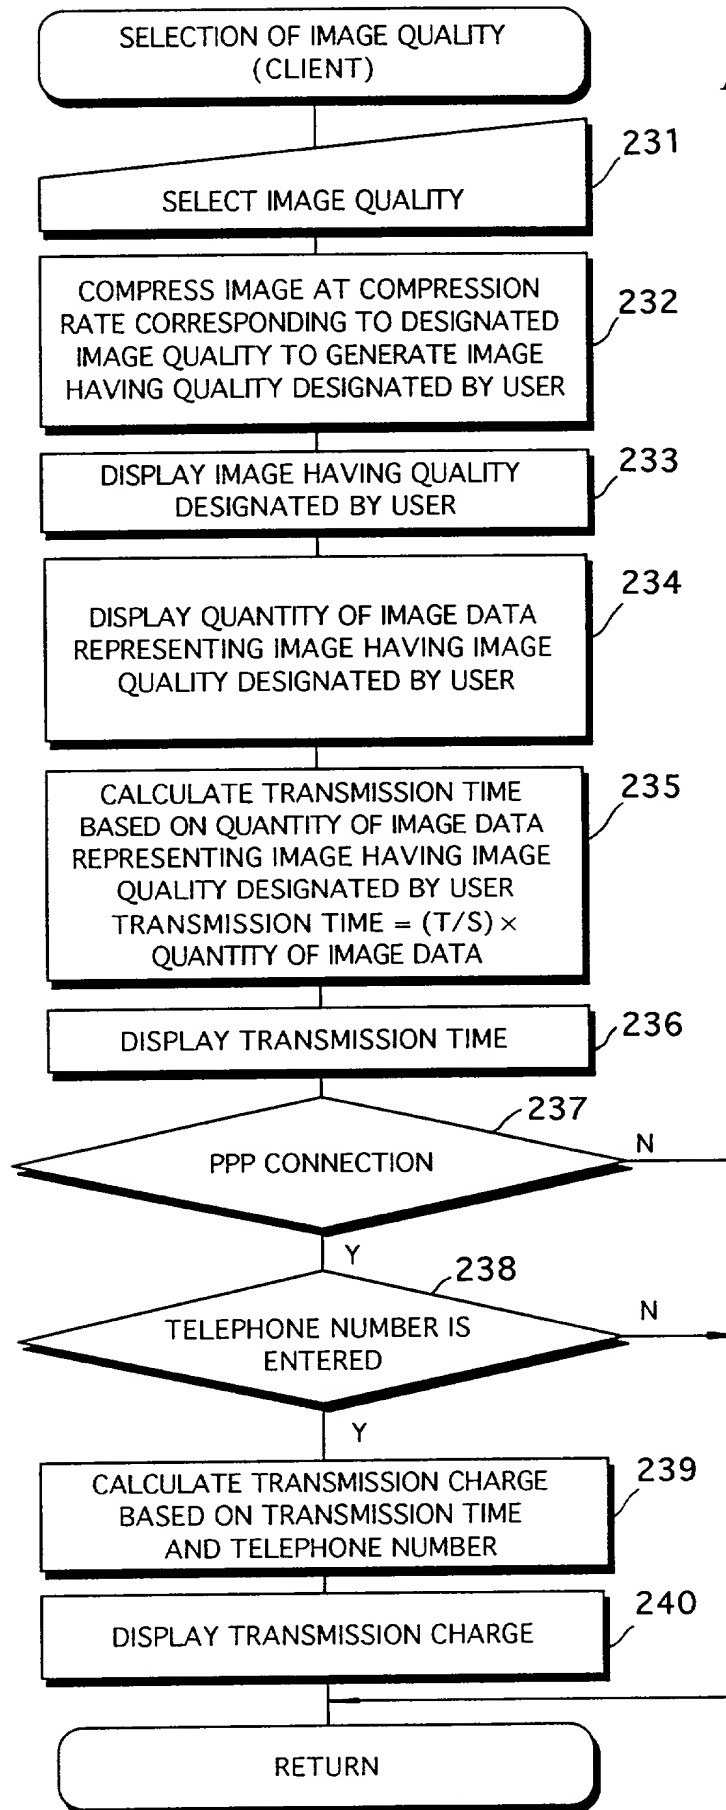 SELECTION OF IMAGE QUALITY
(CLIENT)
231
SELECT IMAGE QUALITY
COMPRESS IMAGE AT COMPRESSION
RATE CORRESPONDING TO DESIGNATED
IMAGE QUALITY TO GENERATE IMAGE
HAVING QUALITY DESIGNATED BY USER
232
DISPLAY IMAGE HAVING QUALITY
DESIGNATED BY USER
233
234
DISPLAY QUANTITY OF IMAGE DATA
REPRESENTING IMAGE HAVING IMAGE
QUALITY DESIGNATED BY USER
235
CALCULATE TRANSMISSION TIME
BASED ON QUANTITY OF IMAGE DATA
REPRESENTING IMAGE HAVING IMAGE
QUALITY DESIGNATED BY USER
TRANSMISSION TIME = (T/S) ×
QUANTITY OF IMAGE DATA
DISPLAY TRANSMISSION TIME
236
237
PPP CONNECTION
N
Y
238
TELEPHONE NUMBER IS
ENTERED
N
Y
CALCULATE TRANSMISSION CHARGE
BASED ON TRANSMISSION TIME
AND TELEPHONE NUMBER
239
DISPLAY TRANSMISSION CHARGE
240
RETURN